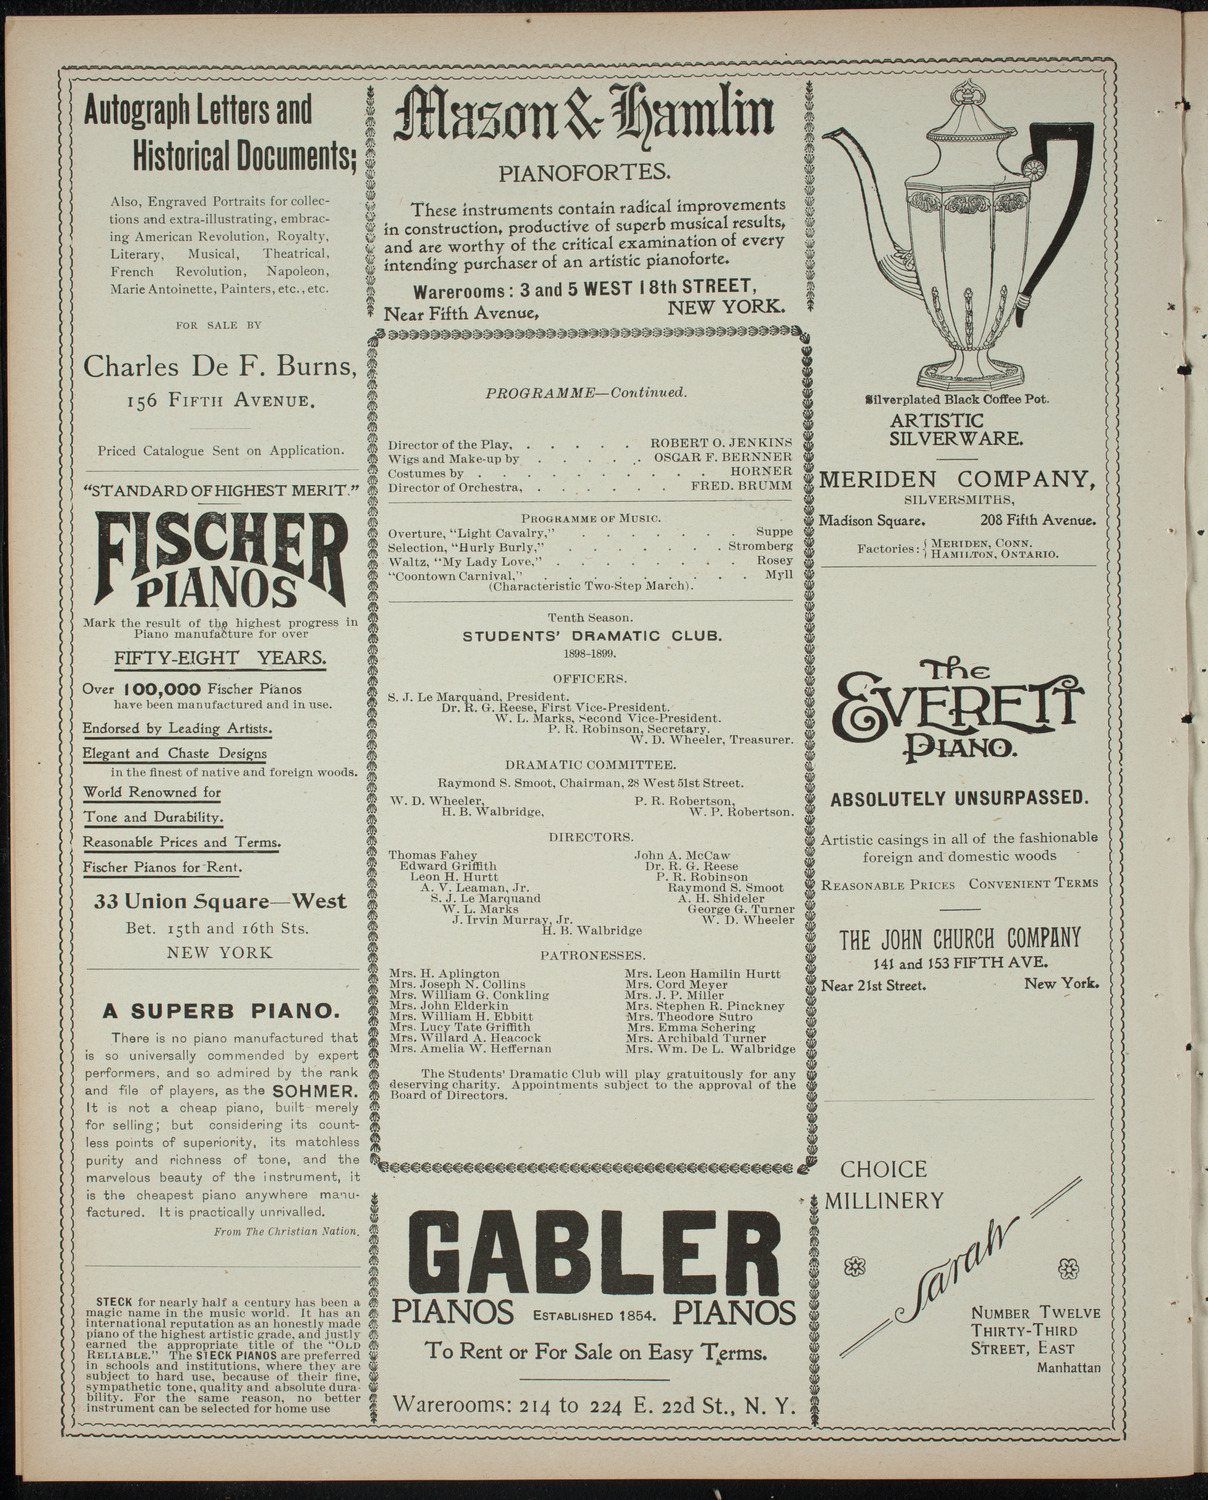 Autograph Letters and
Historical Documents;
Also, Engraved Portraits for collec-
tions and extra-illustrating, embrac-
ing American Revolution, Royalty,
Literary, Musical, Theatrical,
French Revolution, Napoleon,
Marie Antoinette, Painters, etc., etc.
FOR SALE BY
Charles De F. Burns,
156 FIFTH AVENUE.
Priced Catalogue Sent on Application.
"STANDARD OF HIGHEST MERIT."
FISCHER
PIANOS
Mark the result of the highest progress in
Piano manufacture for over
FIFTY-EIGHT YEARS.
Over 100,000 Fischer Pianos
have been manufactured and in use.
Endorsed by Leading Artists.
Elegant and Chaste Designs
in the finest of native and foreign woods.
World Renowned for
Tone and Durability.
Reasonable Prices and Terms.
Fischer Pianos for Rent.
33 Union Square—West
Bet. 15th and 16th Sts.
NEW YORK
A SUPERB PIANO.
There is no piano manufactured that
is so universally commended by expert
performers, and so admired by the rank
and file of players, as the SOHMER.
It is not a cheap piano, built merely
for selling; but considering its count-
less points of superiority, its matchless
purity and richness of tone, and the
marvelous beauty of the instrument, it
is the cheapest piano anywhere manu-
factured. It is practically unrivalled.
From The Christian Nation.
STECK for nearly half a century has been a
magic name in the music world. It has an
international reputation as an honestly made
piano of the highest artistic grade, and justly
earned the appropriate title of the "OLD
RELIABLE." The STECK PIANOS are preferred
in schools and institutions, where they are
subject to hard use, because of their fine,
sympathetic tone, quality and absolute dura-
bility. For the same reason, no better
instrument can be selected for home use
Mason & Hamlin
PIANOFORTES.
These instruments contain radical improvements
in construction, productive of superb musical results,
and are worthy of the critical examination of every
intending purchaser of an artistic pianoforte.
Warerooms: 3 and 5 WEST 18th STREET,
Near Fifth Avenue, NEW YORK.
PROGRAMME—Continued.
Director of the Play, . . . . . ROBERT O. JENKINS
Wigs and Make-up by . . . . . OSGAR F. BERNNER
Costumes by . . . . . . . . . HORNER
Director of Orchestra, . . . . . . FRED. BRUMM
PROGRAMME OF MUSIC.
Overture, "Light Cavalry," . . . . . . . Suppe
Selection, "Hurly Burly," . . . . . . . Stromberg
Waltz, "My Lady Love," . . . . . . . . Rosey
"Coontown Carnival," . . . . . . . . Myll
(Characteristic Two-Step March).
Tenth Season.
STUDENTS' DRAMATIC CLUB.
1898-1899.
OFFICERS.
S. J. Le Marquand, President.
Dr. R. G. Reese, First Vice-President.
W. L. Marks, Second Vice-President.
P. R. Robinson, Secretary.
W. D. Wheeler, Treasurer.
DRAMATIC COMMITTEE.
Raymond S. Smoot, Chairman, 28 West 51st Street.
W. D. Wheeler, P. R. Robertson,
H. B. Walbridge, W. P. Robertson.
DIRECTORS.
Thomas Fahey John A. McCaw
Edward Griffith Dr. R. G. Reese
Leon H. Hurtt P. R. Robinson
A. V. Leaman, Jr. Raymond S. Smoot
S. J. Le Marquand A. H. Shideler
W. L. Marks George G. Turner
J. Irvin Murray, Jr. W. D. Wheeler
H. B. Walbridge
PATRONESSES.
Mrs. H. Aplington Mrs. Leon Hamilin Hurtt
Mrs. Joseph N. Collins Mrs. Cord Meyer
Mrs. William G. Conkling Mrs. J. P. Miller
Mrs. John Elderkin Mrs. Stephen R. Pinckney
Mrs. William H. Ebbitt Mrs. Theodore Sutro
Mrs. Lucy Tate Griffith Mrs. Emma Schering
Mrs. Willard A. Heacock Mrs. Archibald Turner
Mrs. Amelia W. Heffernan Mrs. Wm. De L. Walbridge
The Students' Dramatic Club will play gratuitously for any
deserving charity. Appointments subject to the approval of the
Board of Directors.
GABLER
PIANOS ESTABLISHED 1854. PIANOS
To Rent or For Sale on Easy Terms.
Warerooms: 214 to 224 E. 22d St., N. Y.
Silverplated Black Coffee Pot.
ARTISTIC
SILVERWARE.
MERIDEN COMPANY,
SILVERSMITHS,
Madison Square. 208 Fifth Avenue.
Factories: { MERIDEN, CONN.
HAMILTON, ONTARIO.
The
EVERETT
PIANO.
ABSOLUTELY UNSURPASSED.
Artistic casings in all of the fashionable
foreign and domestic woods
REASONABLE PRICES CONVENIENT TERMS
THE JOHN CHURCH COMPANY
141 and 153 FIFTH AVE.
Near 21st Street. New York.
CHOICE
MILLINERY
Sarah
NUMBER TWELVE
THIRTY-THIRD
STREET, EAST
Manhattan